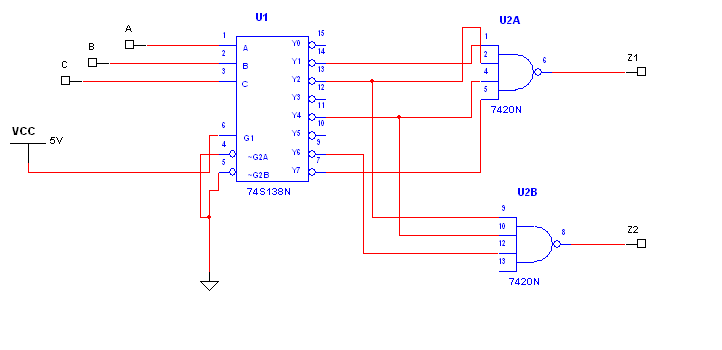 U1
U2A
A
B
C
1
2
3
6
4
5
A
B
C
G1
~G2A
~G2B
Y0
Y1
Y2
Y3
Y4
Y5
Y6
Y7
15
14
13
12
11
10
9
7
74S138N
VCC
5V
1
2
4
5
6
7420N
Z1
U2B
9
10
12
13
8
7420N
Z2